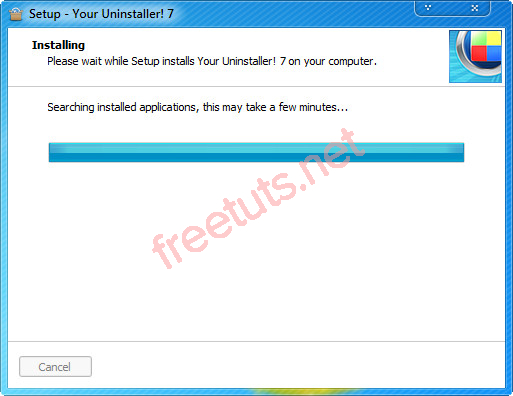 Setup - Your Uninstaller! 7
Installing
Please wait while Setup installs Your Uninstaller! 7 on your computer.
Searching installed applications, this may take a few minutes...
freetuts.net
Cancel